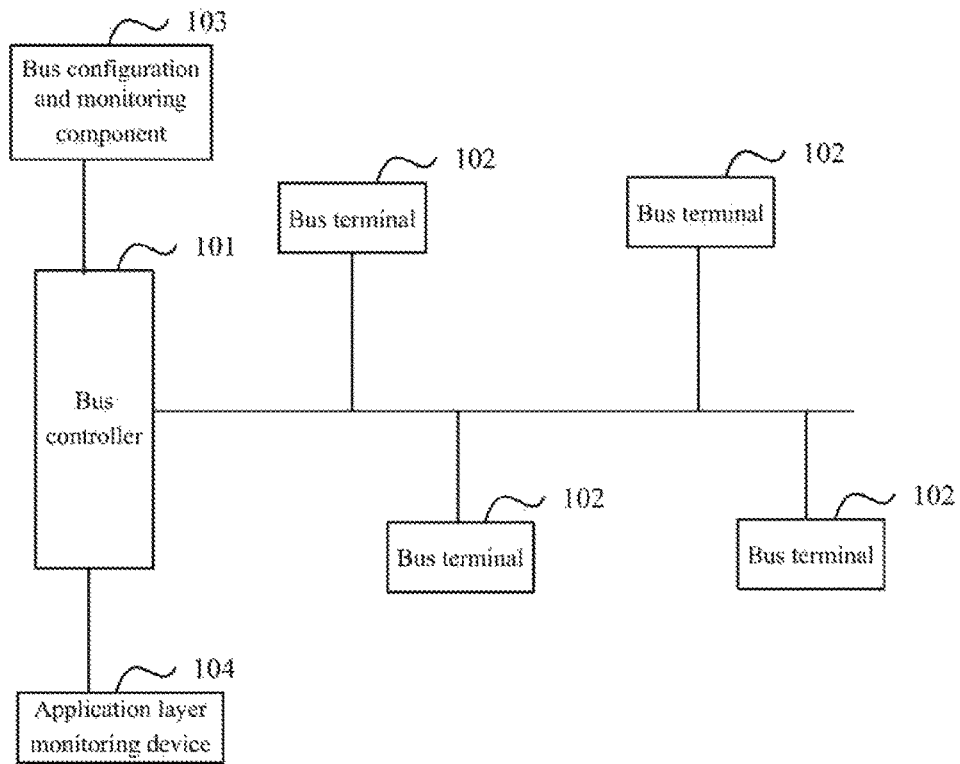 103
Bus configuration
and monitoring
component
102
Bus terminal
102
Bus terminal
101
Bus
controller
102
Bus terminal
102
Bus terminal
104
Application layer
monitoring device